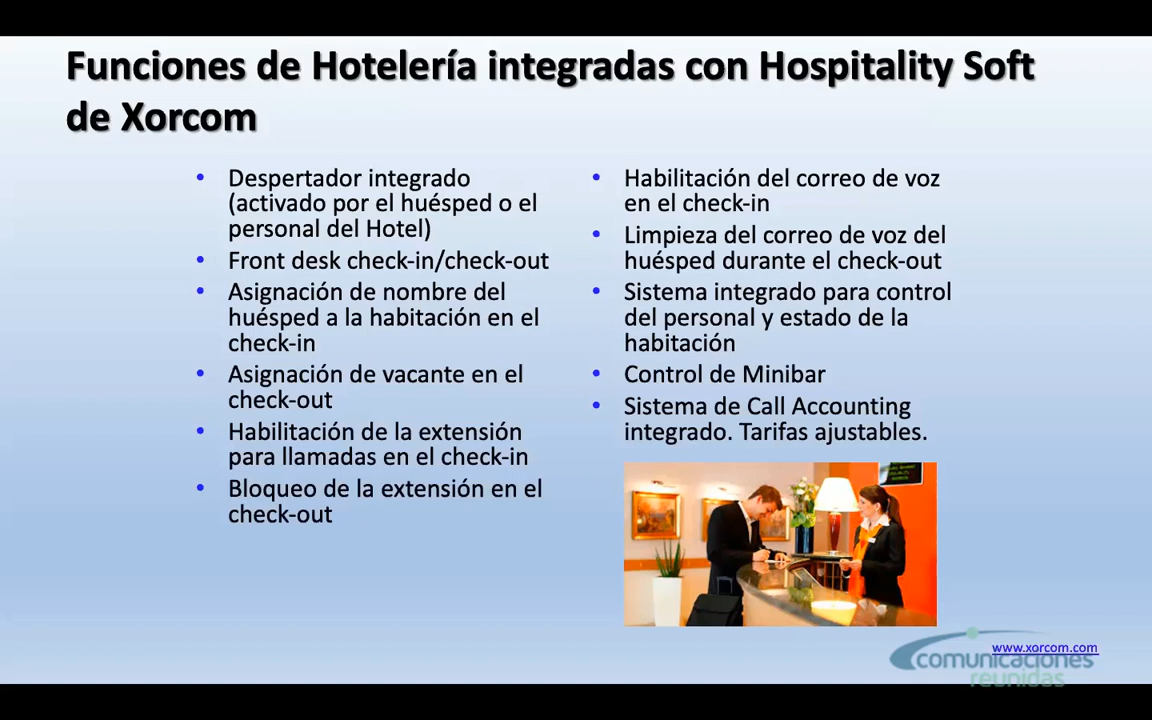 Funciones de Hotelería integradas con Hospitality Soft
de Xorcom
• Despertador integrado
(activado por el huésped o el
personal del Hotel)
• Front desk check-in/check-out
• Asignación de nombre del
huésped a la habitación en el
check-in
• Asignación de vacante en el
check-out
• Habilitación de la extensión
para llamadas en el check-in
• Bloqueo de la extensión en el
check-out
• Habilitación del correo de voz
en el check-in
• Limpieza del correo de voz del
huésped durante el check-out
• Sistema integrado para control
del personal y estado de la
habitación
• Control de Minibar
• Sistema de Call Accounting
integrado. Tarifas ajustables.
www.xorcom.com
comunicaciones
reunidas